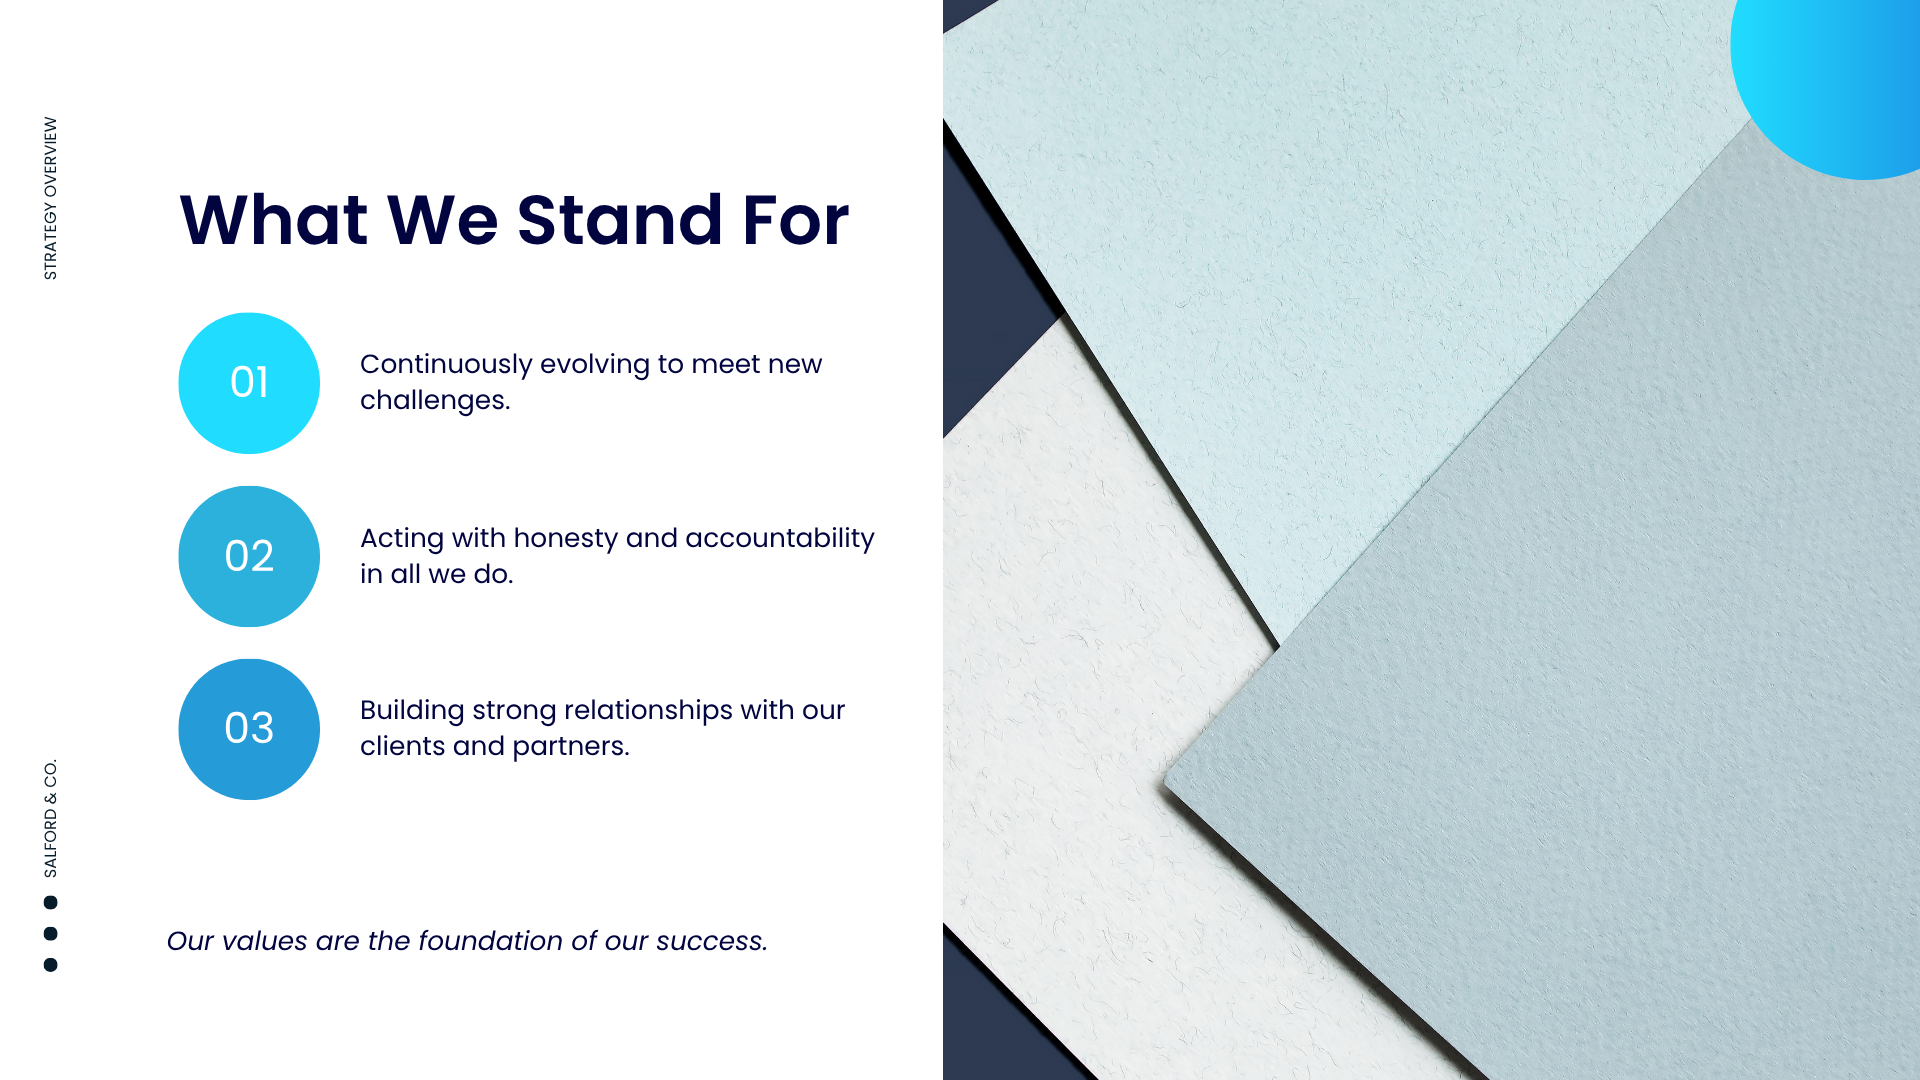 STRATEGY OVERVIEW
What We Stand For
01
Continuously evolving to meet new
challenges.
02
Acting with honesty and accountability
in all we do.
03
Building strong relationships with our
clients and partners.
Our values are the foundation of our success.
SALFORD & CO.